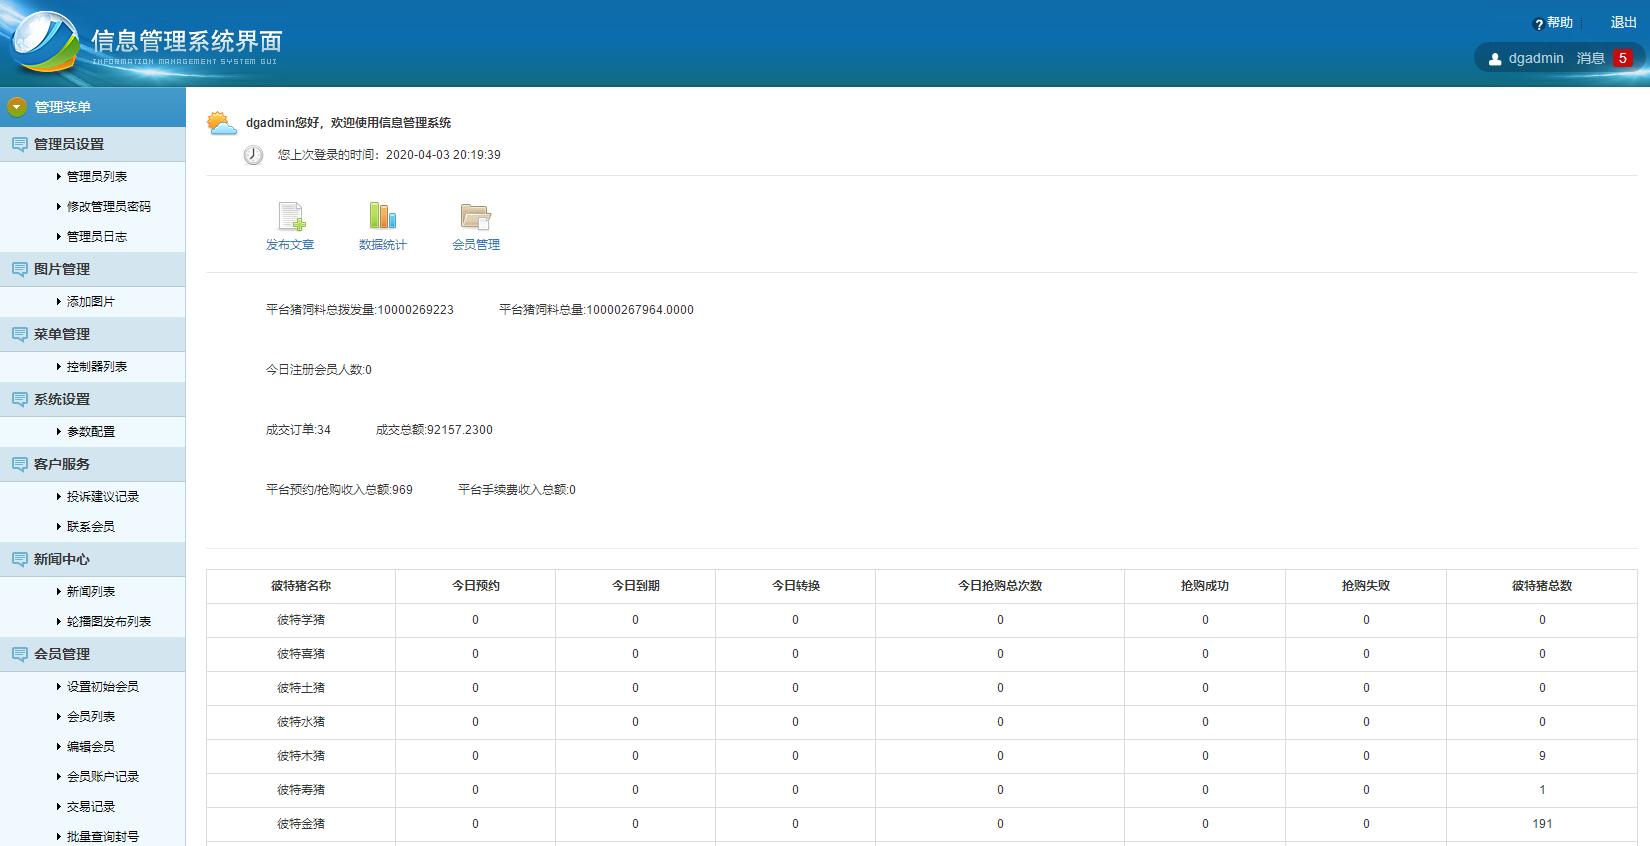 帮助 退出
信息管理系统界面
INFORMATION MANAGEMENT SYSTEM GUI
dgadmin 消息 5
管理菜单
管理员设置
管理员列表
修改管理员密码
管理员日志
图片管理
添加图片
菜单管理
控制器列表
系统设置
参数配置
客户服务
投诉建议记录
联系会员
新闻中心
新闻列表
轮播图发布列表
会员管理
设置初始会员
会员列表
编辑会员
会员账户记录
交易记录
批量查询封号
dgadmin您好，欢迎使用信息管理系统
您上次登录的时间：2020-04-03 20:19:39
发布文章 数据统计 会员管理
平台猪饲料总拨发量:10000269223 平台猪饲料总量:10000267964.0000
今日注册会员人数:0
成交订单:34 成交总额:92157.2300
平台预约/抢购收入总额:969 平台手续费收入总额:0
彼特猪名称 今日预约 今日到期 今日转换 今日抢购总次数 抢购成功 抢购失败 彼特猪总数
彼特学猪 0 0 0 0 0 0 0
彼特喜猪 0 0 0 0 0 0 0
彼特土猪 0 0 0 0 0 0 0
彼特水猪 0 0 0 0 0 0 0
彼特木猪 0 0 0 0 0 0 9
彼特寿猪 0 0 0 0 0 0 1
彼特金猪 0 0 0 0 0 0 191